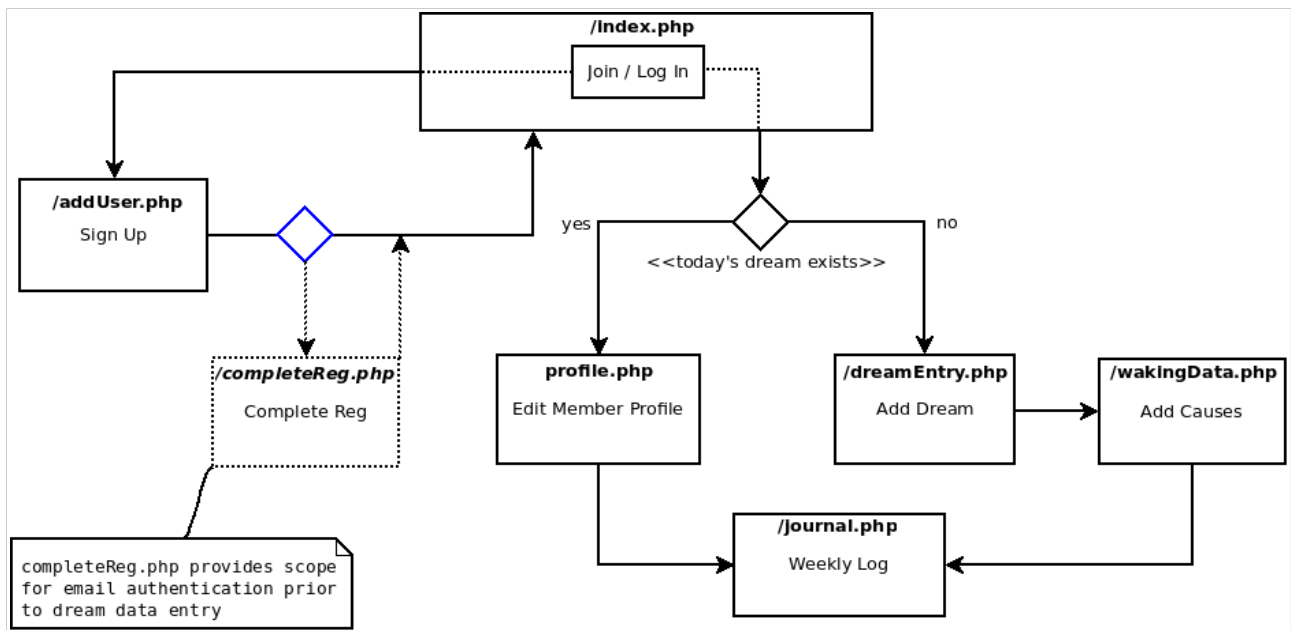 /index.php
Join / Log In
/addUser.php
Sign Up
yes
no
<<today's dream exists>>
/completeReg.php
Complete Reg
profile.php
Edit Member Profile
/dreamEntry.php
Add Dream
/wakingData.php
Add Causes
/journal.php
Weekly Log
completeReg.php provides scope
for email authentication prior
to dream data entry